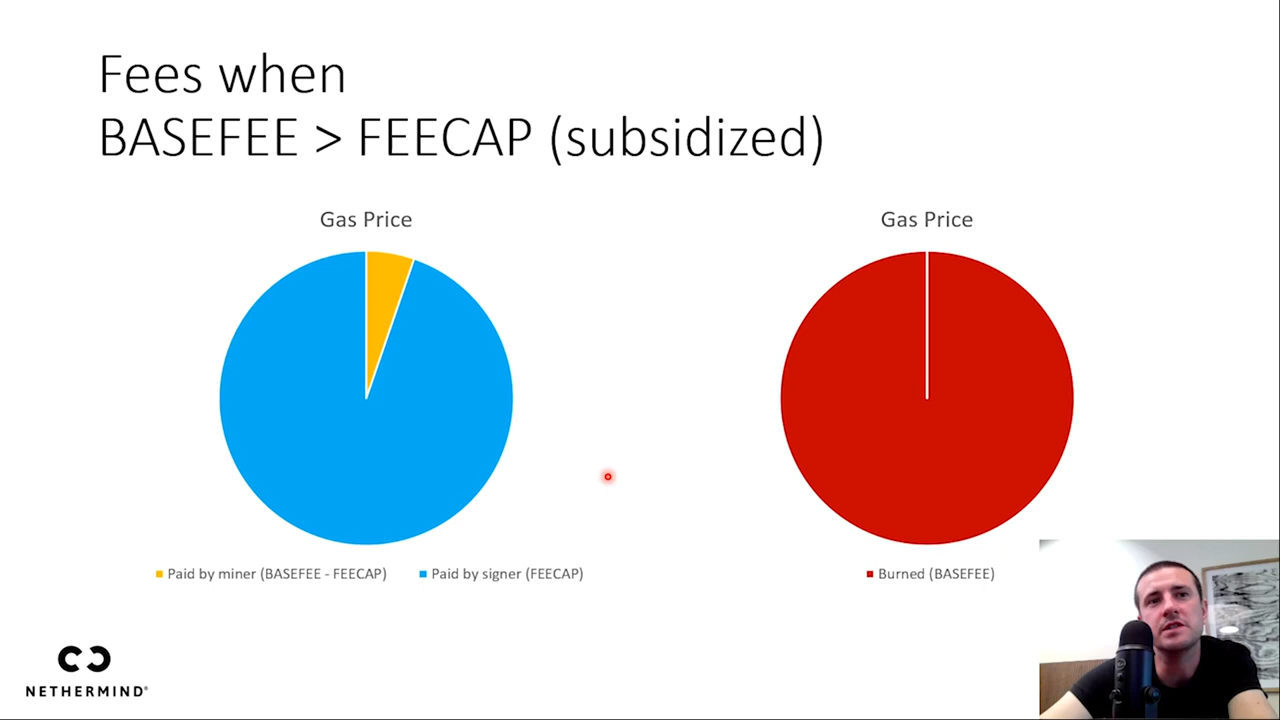 Fees when
BASEFEE > FEECAP (subsidized)
Gas Price
Gas Price
Paid by miner (BASEFEE - FEECAP)
Paid by signer (FEECAP)
Burned (BASEFEE)
NETHERMIND®